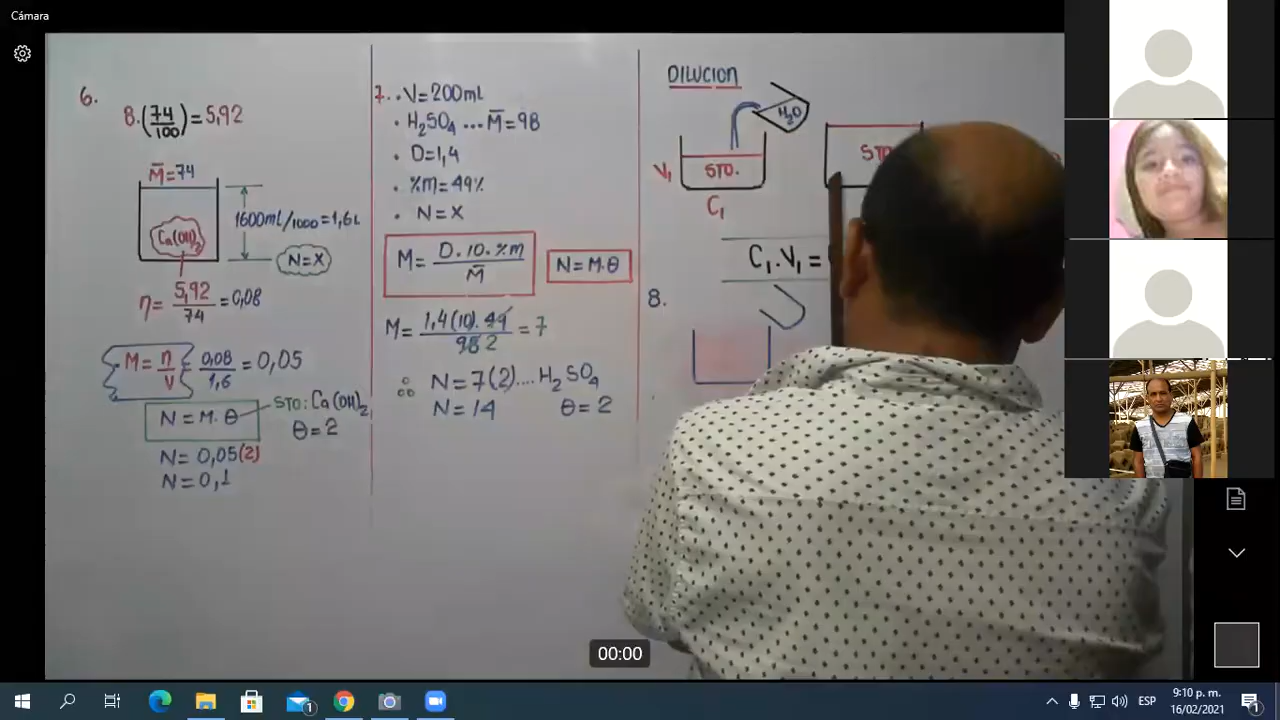 Cámara
6.
8.(74/100)=5,92
M̅=74
1600mL/1000=1,6L
Ca(OH)₂
N=X
η=5,92/74=0,08
M=n/V 0,08/1,6=0,05
N=M.θ
STO:Ca(OH)₂
θ=2
N=0,05(2)
N=0,1
7.
• V=200mL
• H₂SO₄...M̅=98
• D=1,4
• %m=49%
• N=X
M=D.10.%m/M̅
N=M.θ
M=1,4(10).49/98 2=7
N=7(2)....H₂SO₄
N=14 θ=2
DILUCION
H₂O
V₁
STO.
C₁
STO
C₁.V₁=
8.
00:00
1
ESP
9:10 p. m.
16/02/2021
1